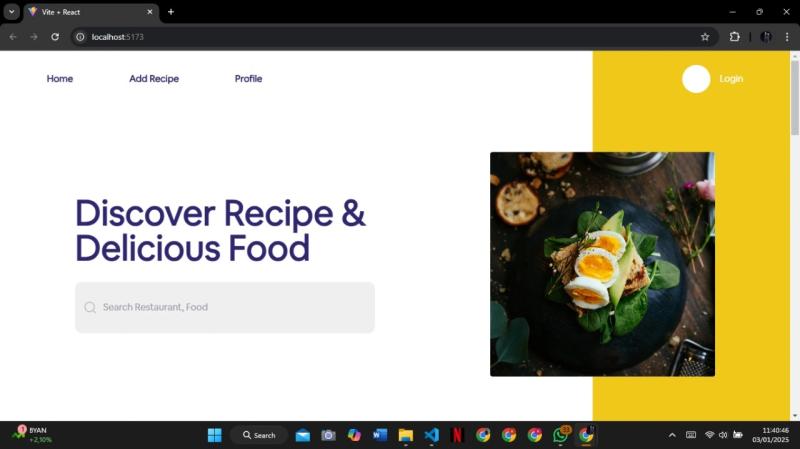 Vite + React
localhost:5173
Home Add Recipe Profile Login
Discover Recipe &
Delicious Food
Search Restaurant, Food
1
BYAN
+2,10%
Search
W
N
11:40:46
03/01/2025